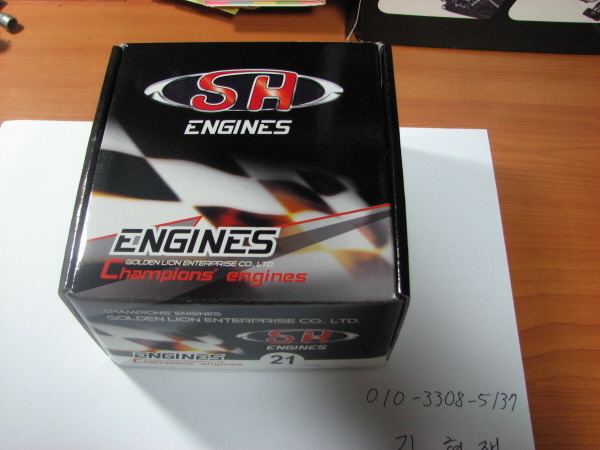 SH
ENGINES
ENGINES
GOLDEN LION ENTERPRISE CO., LTD
Champions' engines
CHAMPIONS ENGINES
GOLDEN LION ENTERPRISE CO., LTD.
SH
ENGINES
ENGINES
Champions' engines
21
010-3308-5137